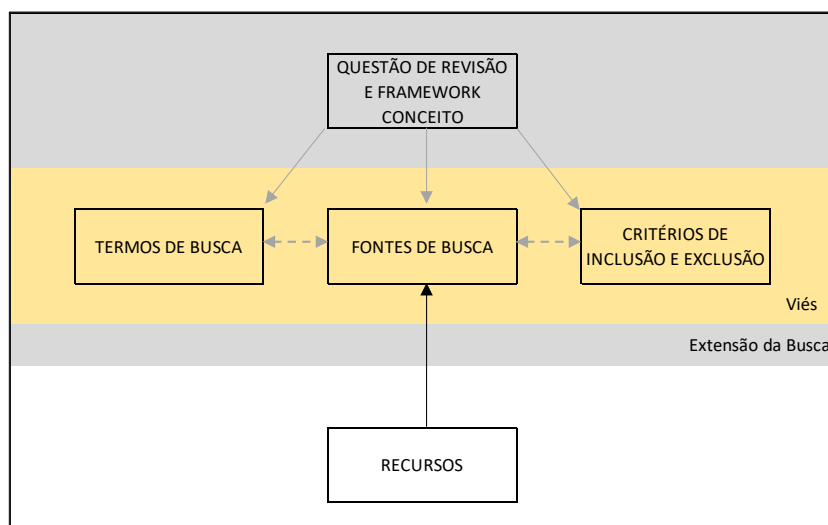 QUESTÃO DE REVISÃO
E FRAMEWORK
CONCEITO
TERMOS DE BUSCA
FONTES DE BUSCA
CRITÉRIOS DE
INCLUSÃO E EXCLUSÃO
Viés
Extensão da Busca
RECURSOS